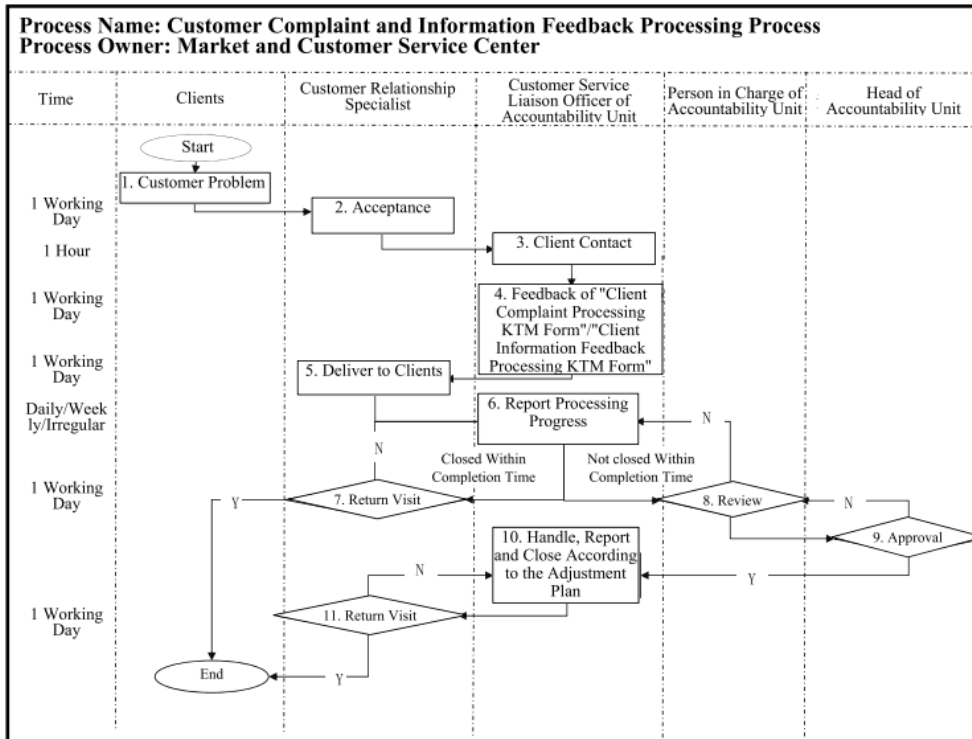 Process Name: Customer Complaint and Information Feedback Processing Process
Process Owner: Market and Customer Service Center
Time
Clients
Customer Relationship
Specialist
Customer Service
Liaison Officer of
Accountability Unit
Person in Charge of
Accountability Unit
Head of
Accountability Unit
Start
1. Customer Problem
1 Working
Day
2. Acceptance
1 Hour
3. Client Contact
1 Working
Day
4. Feedback of "Client
Complaint Processing
KTM Form"/"Client
Information Feedback
Processing KTM Form"
1 Working
Day
5. Deliver to Clients
Daily/Week
ly/Irregular
6. Report Processing
Progress
N
N
Closed Within
Completion Time
Not closed Within
Completion Time
1 Working
Day
Y
7. Return Visit
8. Review
N
9. Approval
10. Handle, Report
and Close According
to the Adjustment
Plan
N
Y
1 Working
Day
11. Return Visit
End
Y